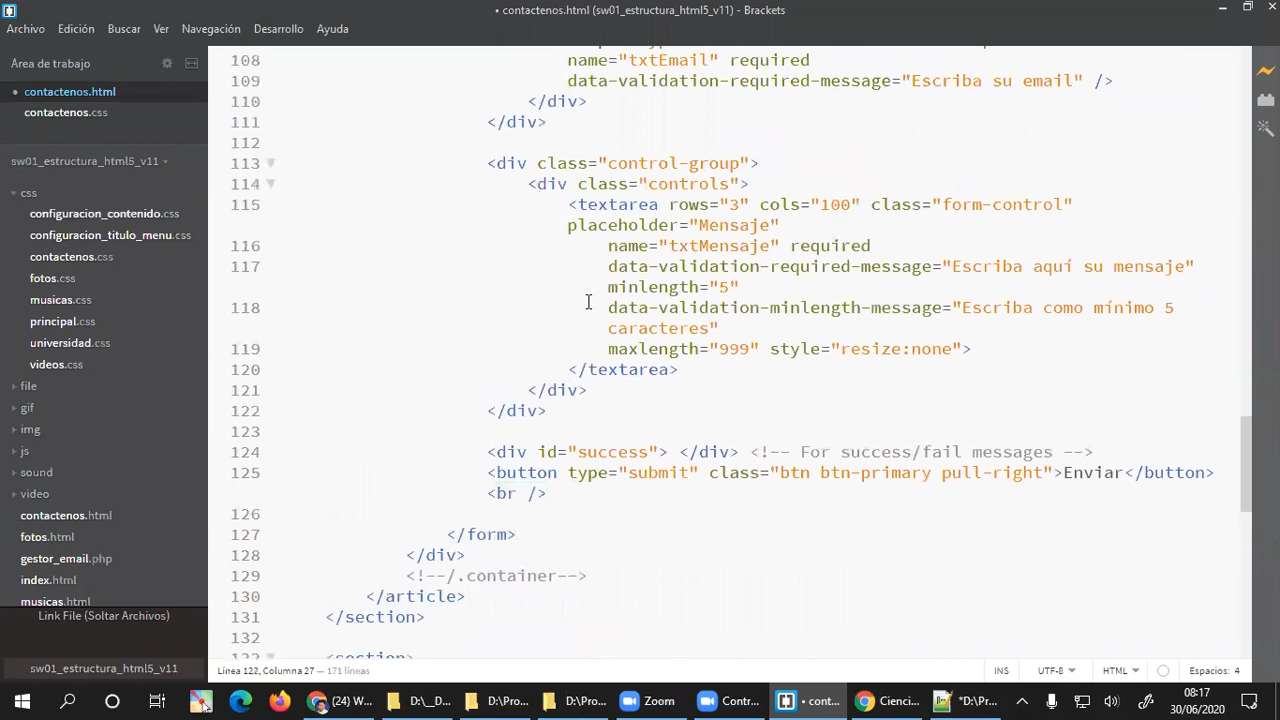 • contactenos.html (sw01_estructura_html5_v11) - Brackets
Archivo Edición Buscar Ver Navegación Desarrollo Ayuda
Área de trabajo
• contactenos.html
contactenos.css
sw01_estructura_html5_v11
css
configuracion_contenido.css
configuracion_titulo_menu.css
contactenos.css
fotos.css
musicas.css
principal.css
universidad.css
videos.css
file
gif
img
js
sound
video
contactenos.html
fotos.html
gestor_email.php
index.html
musicas.html
Link File (Soltar Archivos)
sw01_estructura_html5_v11
108 name="txtEmail" required
109 data-validation-required-message="Escriba su email" />
110 </div>
111 </div>
112
113 <div class="control-group">
114 <div class="controls">
115 <textarea rows="3" cols="100" class="form-control"
placeholder="Mensaje"
116 name="txtMensaje" required
117 data-validation-required-message="Escriba aquí su mensaje"
minlength="5"
118 data-validation-minlength-message="Escriba como mínimo 5
caracteres"
119 maxlength="999" style="resize:none">
120 </textarea>
121 </div>
122 </div>
123
124 <div id="success"> </div> <!-- For success/fail messages -->
125 <button type="submit" class="btn btn-primary pull-right">Enviar</button>
<br />
126
127 </form>
128 </div>
129 <!--/.container-->
130 </article>
131 </section>
132
<section>
Línea 122, Columna 27 — 171 líneas
INS UTF-8 HTML Espacios: 4
(24) W... D:\__D... D:\Pro... D:\Pro... Zoom Contr... • cont... Cienci... *D:\Pr...
08:17
30/06/2020